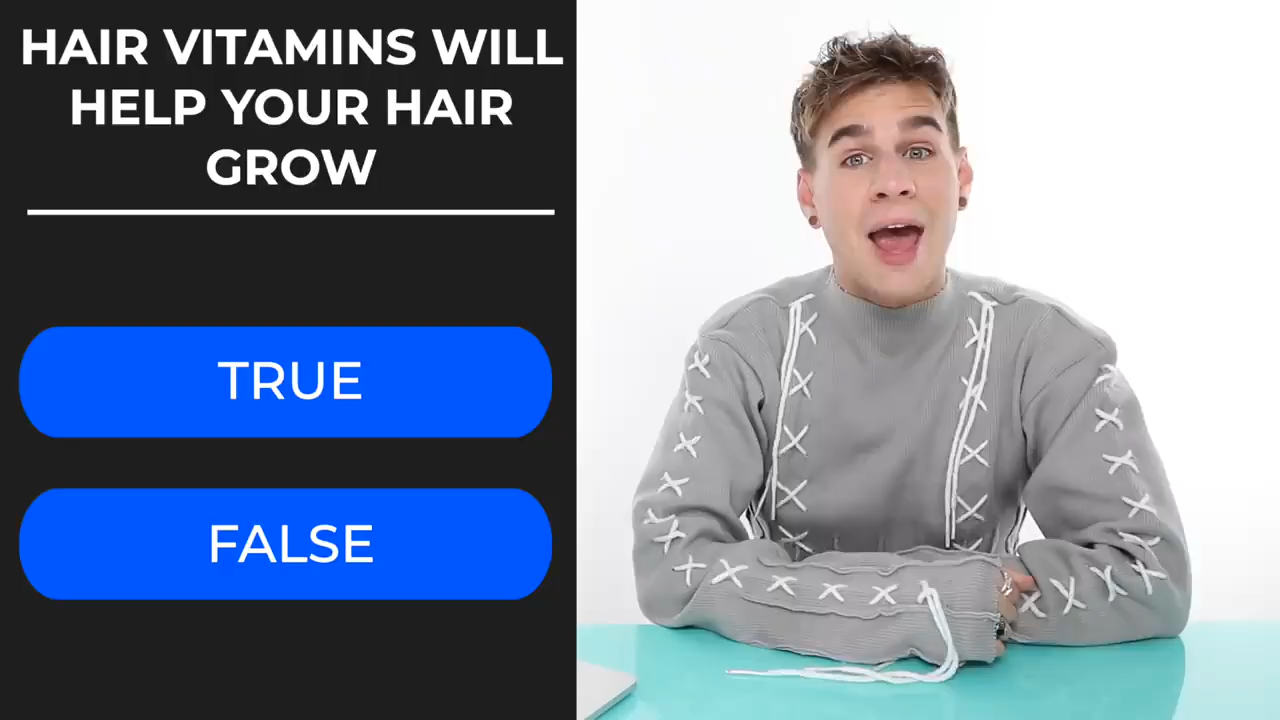 HAIR VITAMINS WILL
HELP YOUR HAIR
GROW
TRUE
FALSE